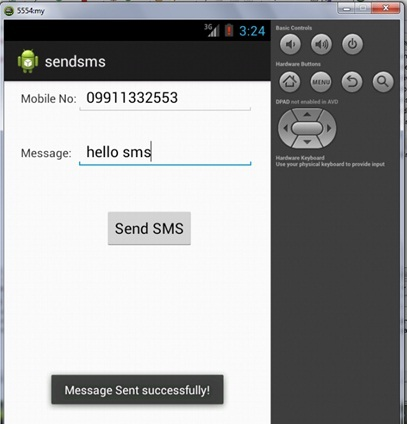 5554:my
3G 3:24
sendsms
Mobile No: 09911332553
Message: hello sms
Send SMS
Message Sent successfully!
Basic Controls
Hardware Buttons
MENU
DPAD not enabled in AVD
Hardware Keyboard
Use your physical keyboard to provide input